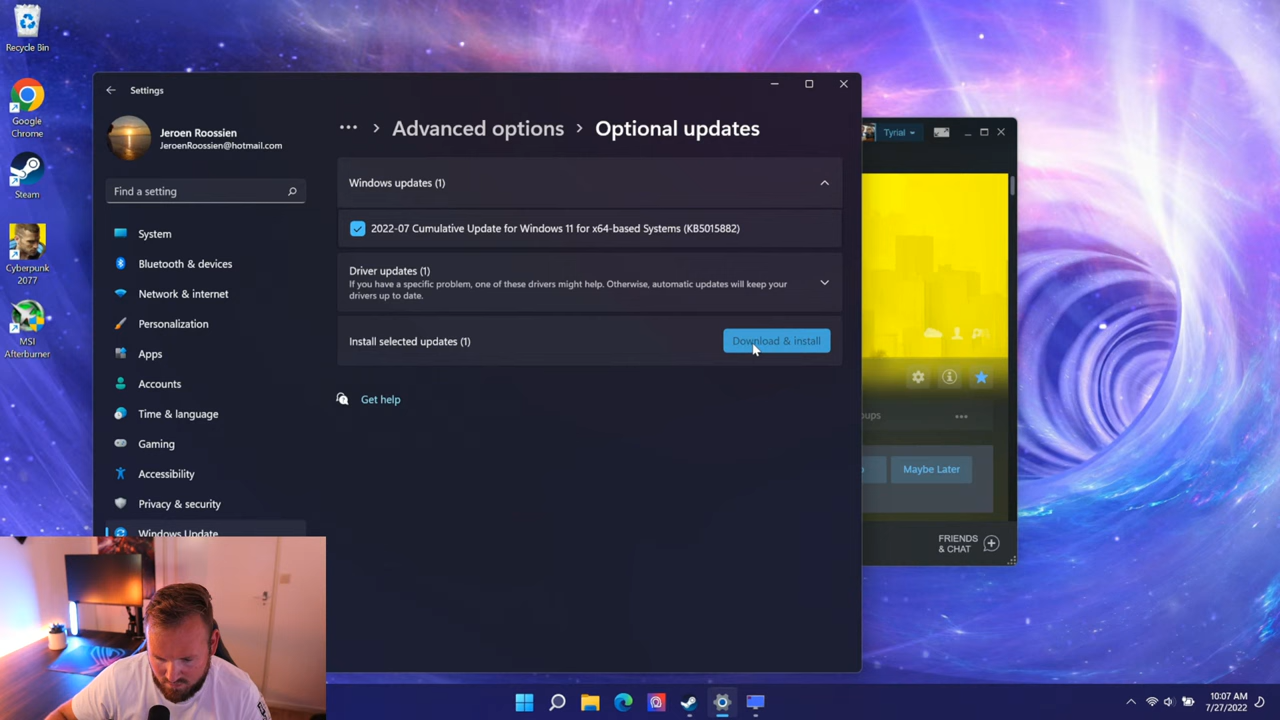 Recycle Bin
Google
Chrome
Steam
Cyberpunk
2077
MSI
Afterburner
Settings
Jeroen Roossien
JeroenRoossien@hotmail.com
Find a setting
System
Bluetooth & devices
Network & internet
Personalization
Apps
Accounts
Time & language
Gaming
Accessibility
Privacy & security
Windows Update
··· > Advanced options > Optional updates
Windows updates (1)
2022-07 Cumulative Update for Windows 11 for x64-based Systems (KB5015882)
Driver updates (1)
If you have a specific problem, one of these drivers might help. Otherwise, automatic updates will keep your
drivers up to date.
Install selected updates (1)
Download & install
Get help
Tyrial
Maybe Later
FRIENDS
& CHAT
10:07 AM
7/27/2022